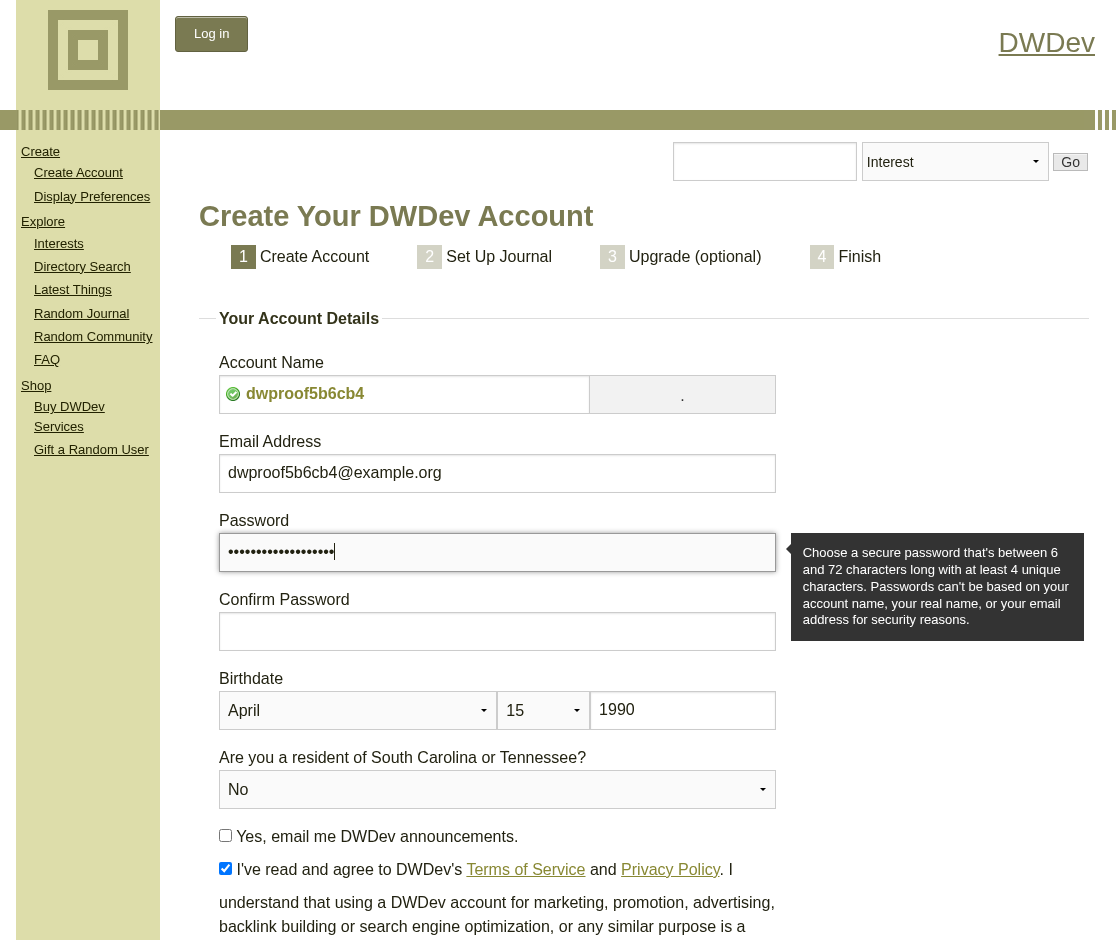 Log in
DWDev
Create
Create Account
Display Preferences
Explore
Interests
Directory Search
Latest Things
Random Journal
Random Community
FAQ
Shop
Buy DWDev
Services
Gift a Random User
Interest
Go
Create Your DWDev Account
1 Create Account 2 Set Up Journal 3 Upgrade (optional) 4 Finish
Your Account Details
Account Name
dwproof5b6cb4 .
Email Address
dwproof5b6cb4@example.org
Password
•••••••••••••••••••
Choose a secure password that's between 6
and 72 characters long with at least 4 unique
characters. Passwords can't be based on your
account name, your real name, or your email
address for security reasons.
Confirm Password
Birthdate
April 15 1990
Are you a resident of South Carolina or Tennessee?
No
Yes, email me DWDev announcements.
I've read and agree to DWDev's Terms of Service and Privacy Policy. I
understand that using a DWDev account for marketing, promotion, advertising,
backlink building or search engine optimization, or any similar purpose is a